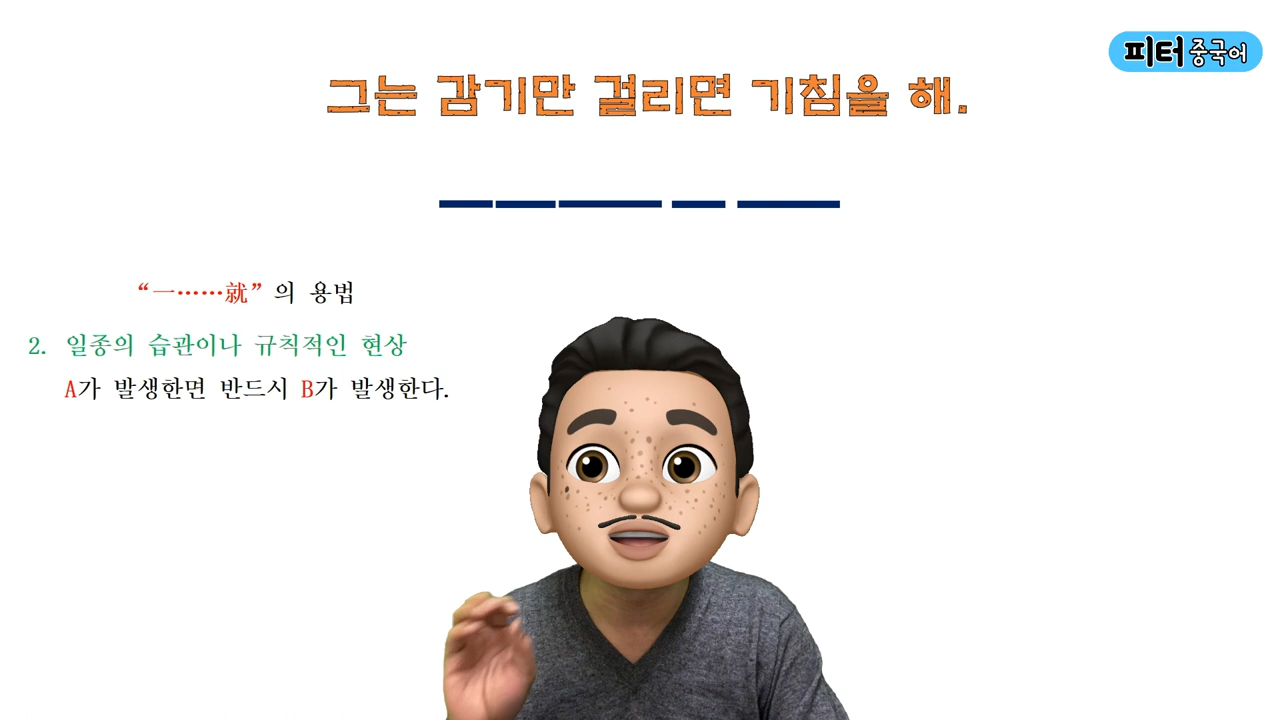 피터 중국어
그는 감기만 걸리면 기침을 해.
“一……就”의 용법
2. 일종의 습관이나 규칙적인 현상
A가 발생한면 반드시 B가 발생한다.